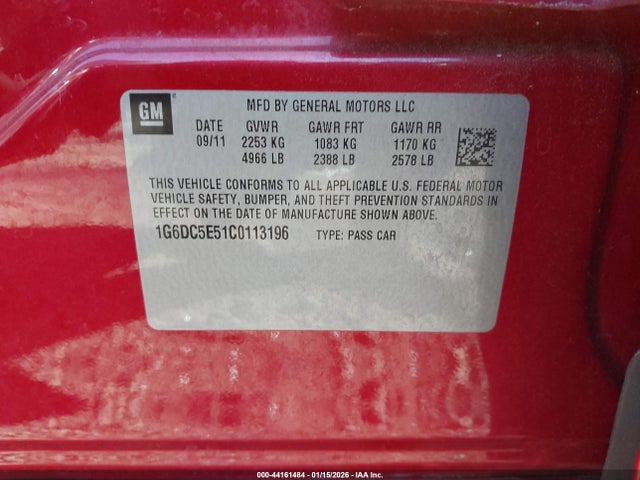 GM
MFD BY GENERAL MOTORS LLC
DATE GVWR GAWR FRT GAWR RR
09/11 2253 KG 1083 KG 1170 KG
4966 LB 2388 LB 2578 LB
THIS VEHICLE CONFORMS TO ALL APPLICABLE U.S. FEDERAL MOTOR
VEHICLE SAFETY, BUMPER, AND THEFT PREVENTION STANDARDS IN
EFFECT ON THE DATE OF MANUFACTURE SHOWN ABOVE.
1G6DC5E51C0113196 TYPE: PASS CAR
000-44161484 - 01/15/2026 - IAA Inc.